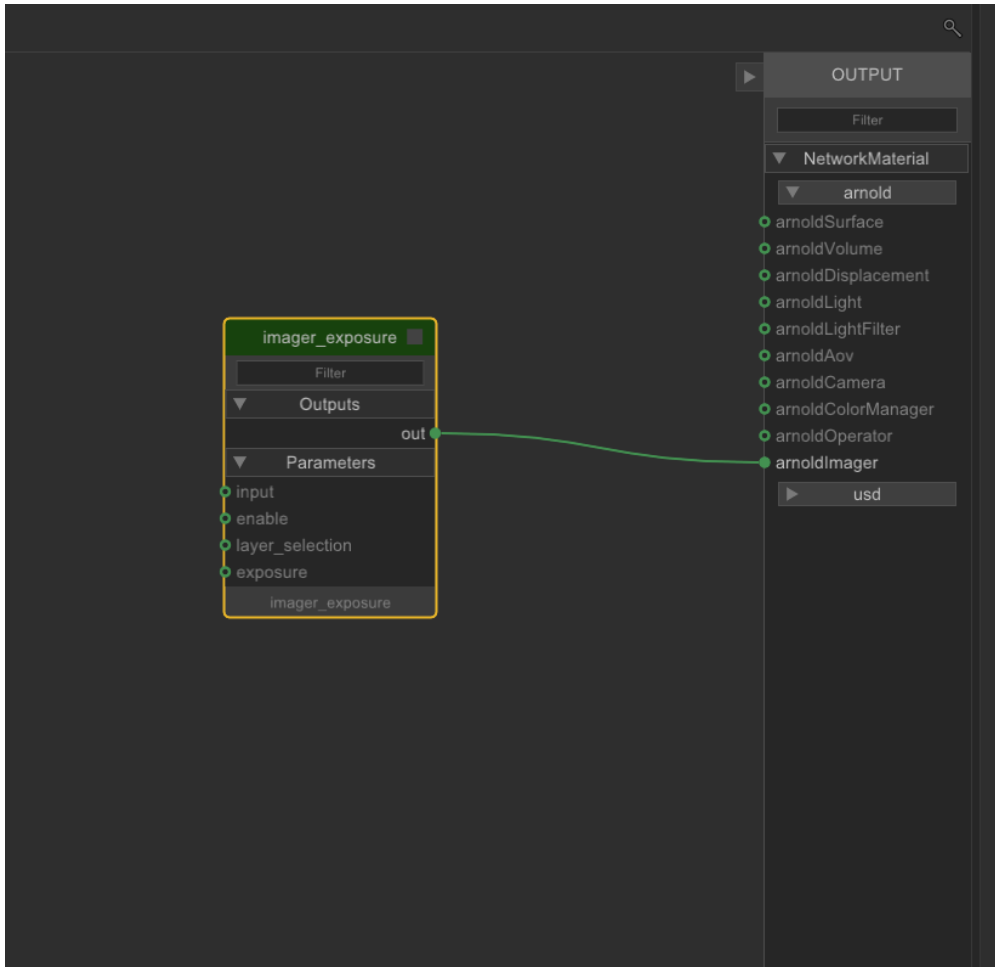 OUTPUT
Filter
NetworkMaterial
arnold
arnoldSurface
arnoldVolume
arnoldDisplacement
arnoldLight
arnoldLightFilter
arnoldAov
arnoldCamera
arnoldColorManager
arnoldOperator
arnoldImager
usd
imager_exposure
Filter
Outputs
out
Parameters
input
enable
layer_selection
exposure
imager_exposure